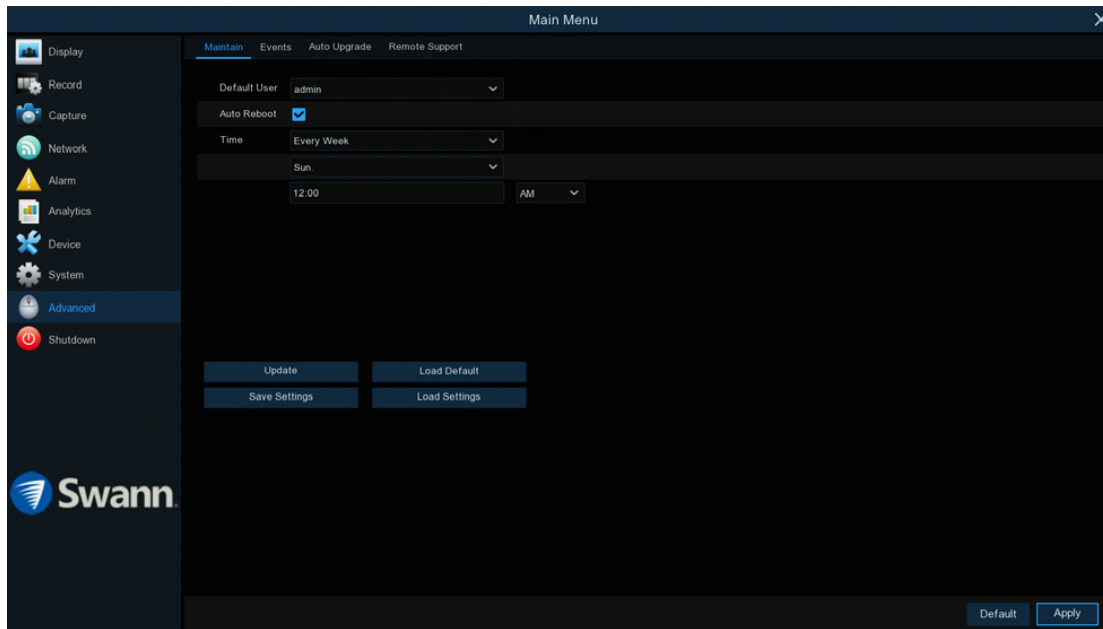 Main Menu
Display
Record
Capture
Network
Alarm
Analytics
Device
System
Advanced
Shutdown
Swann
Maintain Events Auto Upgrade Remote Support
Default User admin
Auto Reboot
Time Every Week
Sun.
12:00 AM
Update Load Default
Save Settings Load Settings
Default Apply